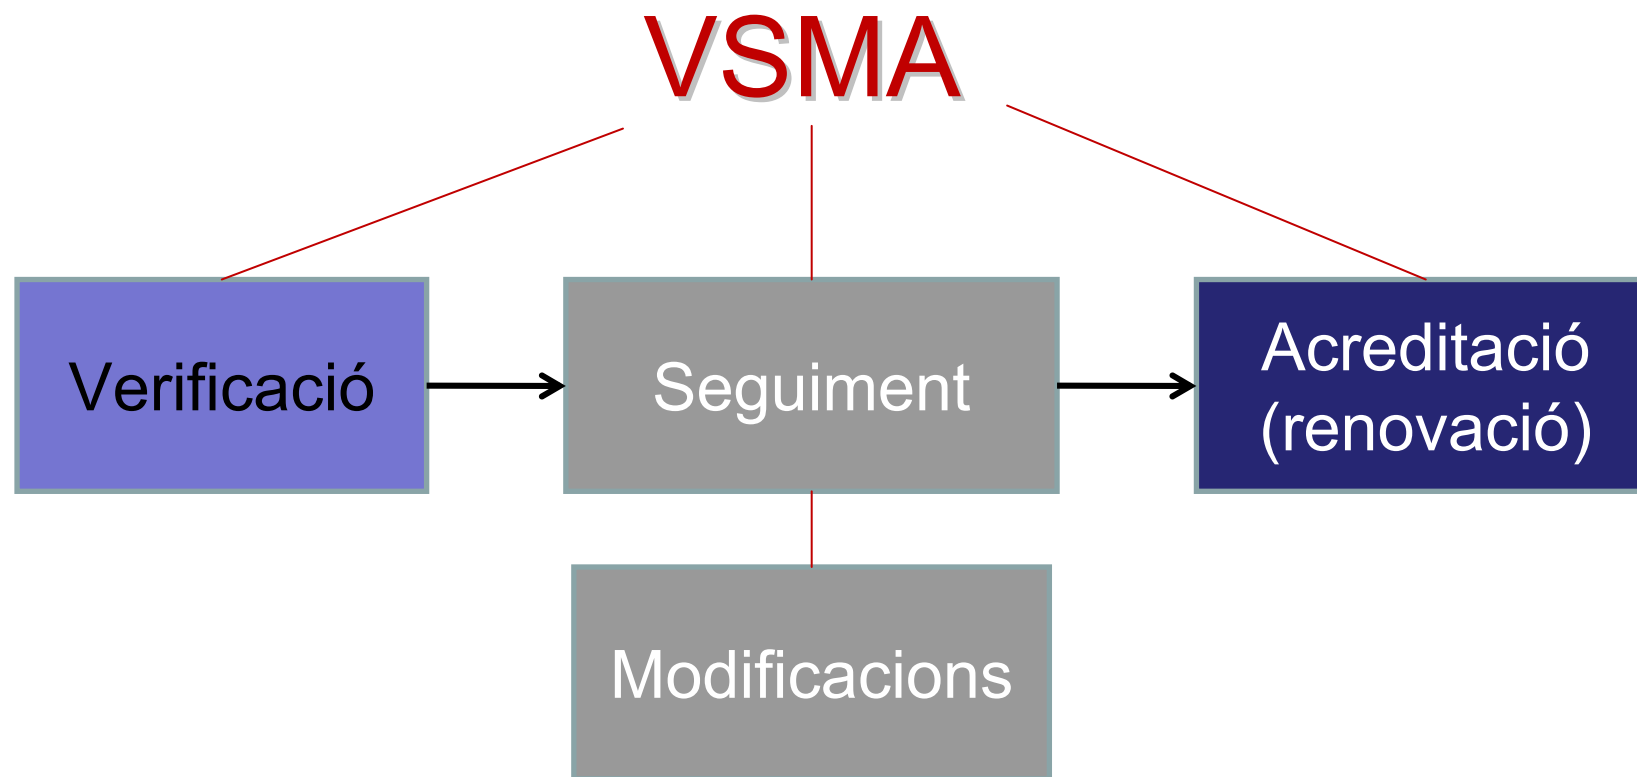 VSMA
Verificació
Seguiment
Acreditació
(renovació)
Modificacions